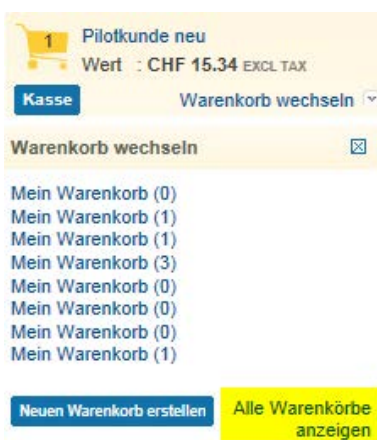 1 Pilotkunde neu
Wert : CHF 15.34 EXCL TAX
Kasse Warenkorb wechseln
Warenkorb wechseln
Mein Warenkorb (0)
Mein Warenkorb (1)
Mein Warenkorb (1)
Mein Warenkorb (3)
Mein Warenkorb (0)
Mein Warenkorb (0)
Mein Warenkorb (0)
Mein Warenkorb (1)
Neuen Warenkorb erstellen Alle Warenkörbe
anzeigen